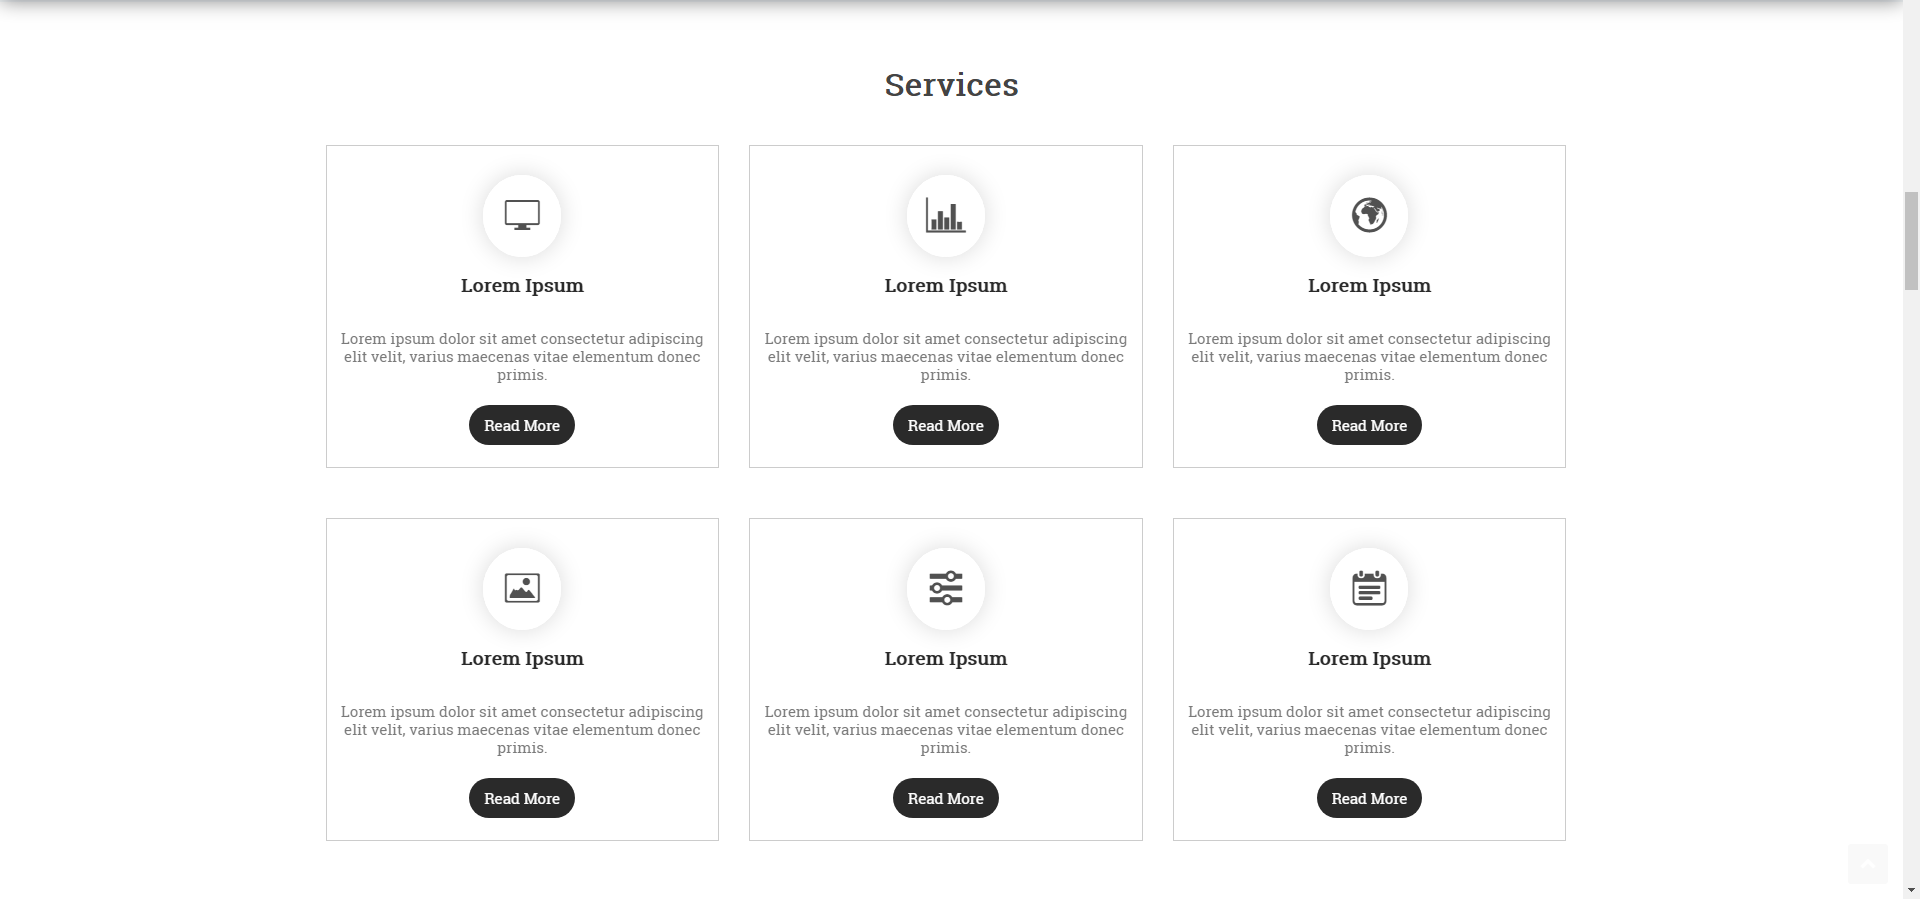 Services
Lorem Ipsum
Lorem ipsum dolor sit amet consectetur adipiscing
elit velit, varius maecenas vitae elementum donec
primis.
Read More
Lorem Ipsum
Lorem ipsum dolor sit amet consectetur adipiscing
elit velit, varius maecenas vitae elementum donec
primis.
Read More
Lorem Ipsum
Lorem ipsum dolor sit amet consectetur adipiscing
elit velit, varius maecenas vitae elementum donec
primis.
Read More
Lorem Ipsum
Lorem ipsum dolor sit amet consectetur adipiscing
elit velit, varius maecenas vitae elementum donec
primis.
Read More
Lorem Ipsum
Lorem ipsum dolor sit amet consectetur adipiscing
elit velit, varius maecenas vitae elementum donec
primis.
Read More
Lorem Ipsum
Lorem ipsum dolor sit amet consectetur adipiscing
elit velit, varius maecenas vitae elementum donec
primis.
Read More